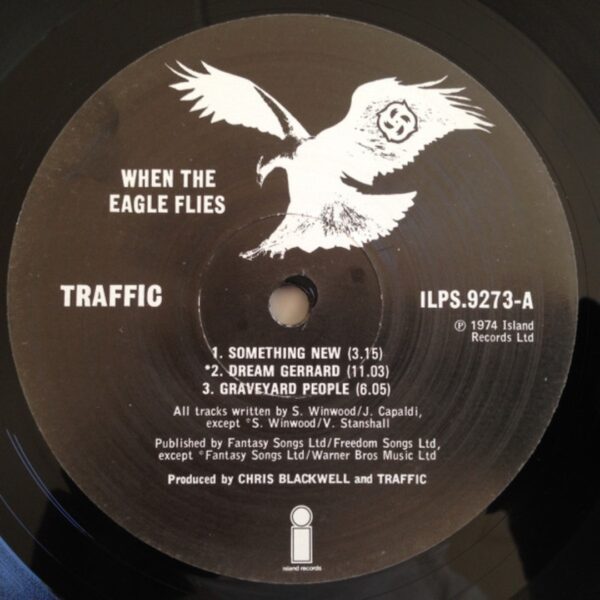 WHEN THE
EAGLE FLIES
TRAFFIC
ILPS.9273-A
℗ 1974 Island
Records Ltd
1. SOMETHING NEW (3.15)
*2. DREAM GERRARD (11.03)
3. GRAVEYARD PEOPLE (6.05)
All tracks written by S. Winwood/J. Capaldi,
except *S. Winwood/V. Stanshall
Published by Fantasy Songs Ltd/Freedom Songs Ltd,
except *Fantasy Songs Ltd/Warner Bros Music Ltd
Produced by CHRIS BLACKWELL and TRAFFIC
island records